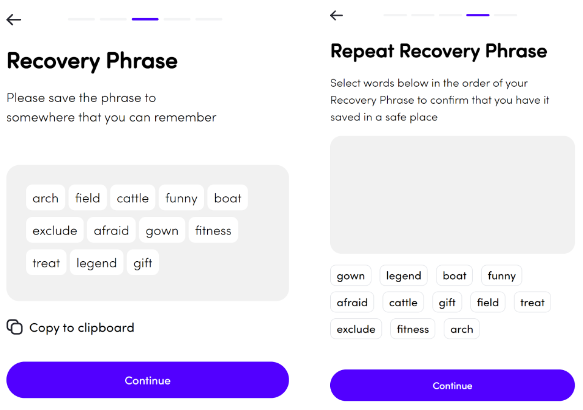 Recovery Phrase
Please save the phrase to
somewhere that you can remember
arch field cattle funny boat
exclude afraid gown fitness
treat legend gift
Copy to clipboard
Continue
Repeat Recovery Phrase
Select words below in the order of your
Recovery Phrase to confirm that you have it
saved in a safe place
gown legend boat funny
afraid cattle gift field treat
exclude fitness arch
Continue